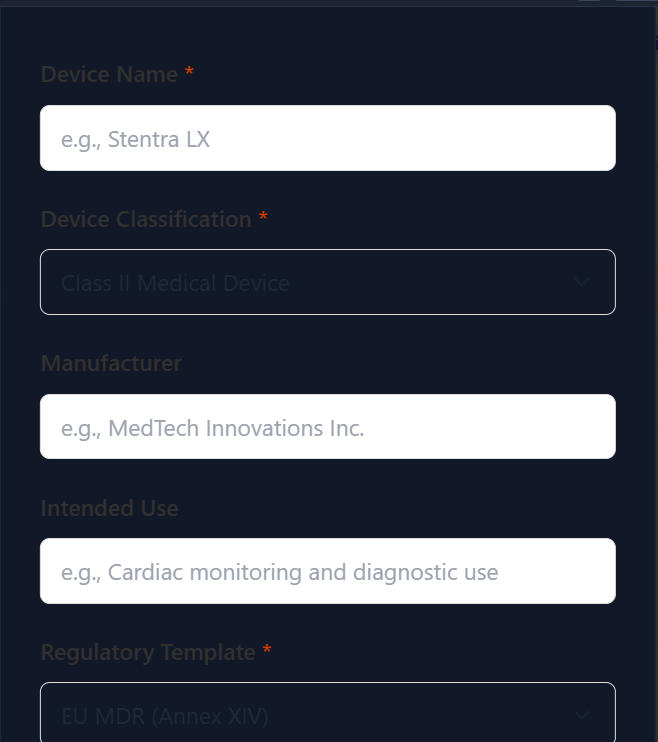 Device Name *
e.g., Stentra LX
Device Classification *
Class II Medical Device
Manufacturer
e.g., MedTech Innovations Inc.
Intended Use
e.g., Cardiac monitoring and diagnostic use
Regulatory Template *
EU MDR (Annex XIV)